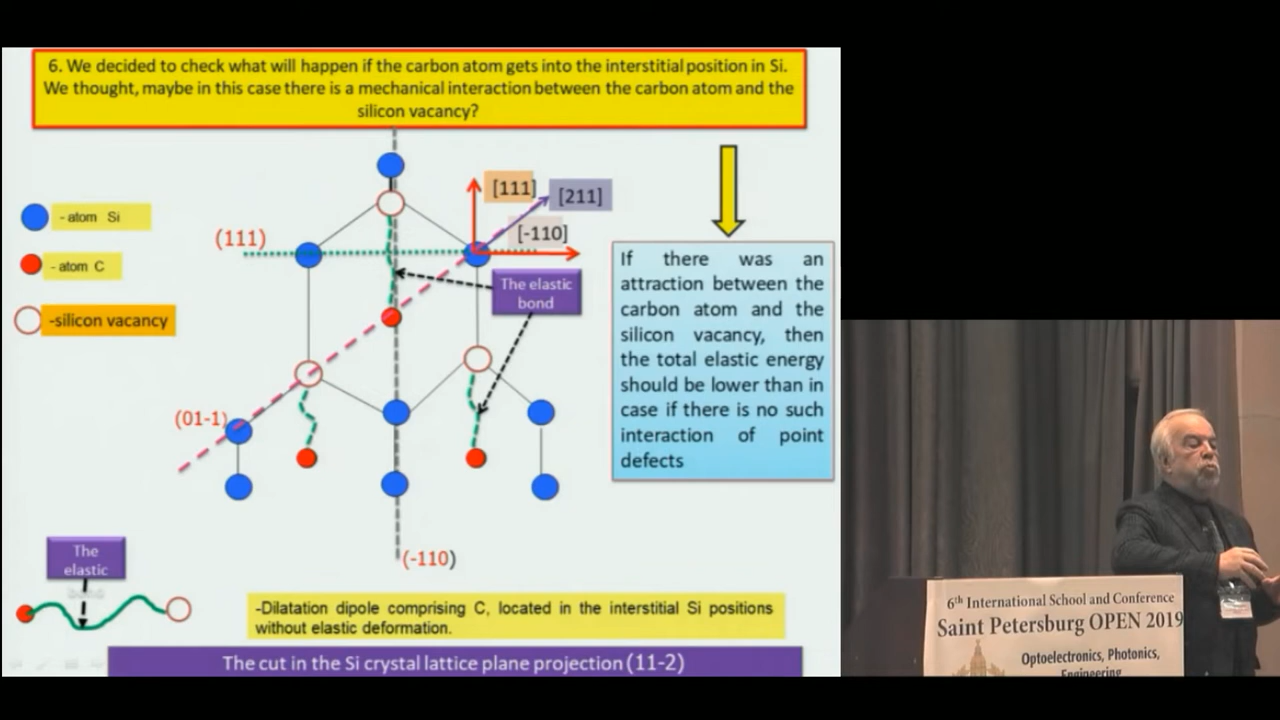 6. We decided to check what will happen if the carbon atom gets into the interstitial position in Si.
We thought, maybe in this case there is a mechanical interaction between the carbon atom and the
silicon vacancy?
[111]
[211]
[-110]
- atom Si
(111)
- atom C
-silicon vacancy
The elastic
bond
If there was an
attraction between the
carbon atom and the
silicon vacancy, then
the total elastic energy
should be lower than in
case if there is no such
interaction of point
defects
(01-1)
(-110)
The
elastic
bond
-Dilatation dipole comprising C, located in the interstitial Si positions
without elastic deformation.
The cut in the Si crystal lattice plane projection (11-2)
6th International School and Conference
Saint Petersburg OPEN 2019
Optoelectronics, Photonics,
Engineering